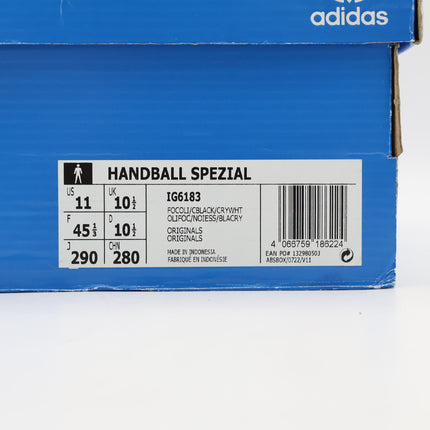 adidas
HANDBALL SPEZIAL
US 11 UK 10½
F 45⅓ D 10½
J 290 CHN 280
IG6183
FOCOLI/CBLACK/CRYWHT
OLIFOC/NOIESS/BLACRY
ORIGINALS
ORIGINALS
MADE IN INDONESIA
FABRIQUÉ EN INDONÉSIE
4 066759 186224
EAN PO# 132980503
ABSBOX/0722/V11